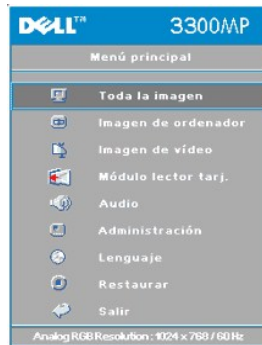 DELL™ 3300MP
Menú principal
Toda la imagen
Imagen de ordenador
Imagen de vídeo
Módulo lector tarj.
Audio
Administración
Lenguaje
Restaurar
Salir
Analog RGB Resolution : 1024 x 768 / 60 Hz